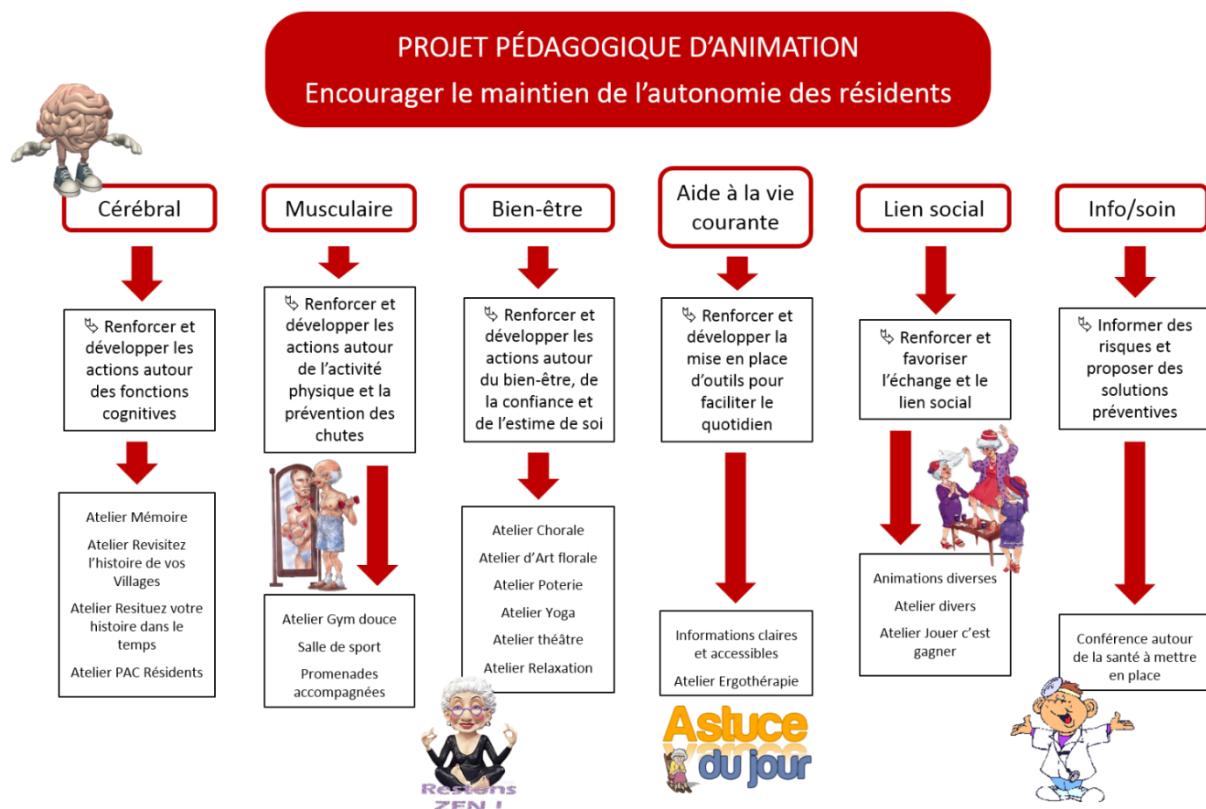 PROJET PÉDAGOGIQUE D'ANIMATION
Encourager le maintien de l'autonomie des résidents
Cérébral
Musculaire
Bien-être
Aide à la vie
courante
Lien social
Info/soin
⮱ Renforcer et
développer les
actions autour
des fonctions
cognitives
⮱ Renforcer et
développer les
actions autour
de l'activité
physique et la
prévention des
chutes
⮱ Renforcer et
développer les
actions autour
du bien-être, de
la confiance et
de l'estime de soi
⮱ Renforcer et
développer la
mise en place
d'outils pour
faciliter le
quotidien
⮱ Renforcer et
favoriser
l'échange et le
lien social
⮱ Informer des
risques et
proposer des
solutions
préventives
Atelier Mémoire
Atelier Revisitez
l'histoire de vos
Villages
Atelier Resituez votre
histoire dans le
temps
Atelier PAC Résidents
Atelier Gym douce
Salle de sport
Promenades
accompagnées
Atelier Chorale
Atelier d'Art florale
Atelier Poterie
Atelier Yoga
Atelier théâtre
Atelier Relaxation
Informations claires
et accessibles
Atelier Ergothérapie
Animations diverses
Atelier divers
Atelier Jouer c'est
gagner
Conférence autour
de la santé à mettre
en place
Restons
ZEN !
Astuce
du jour